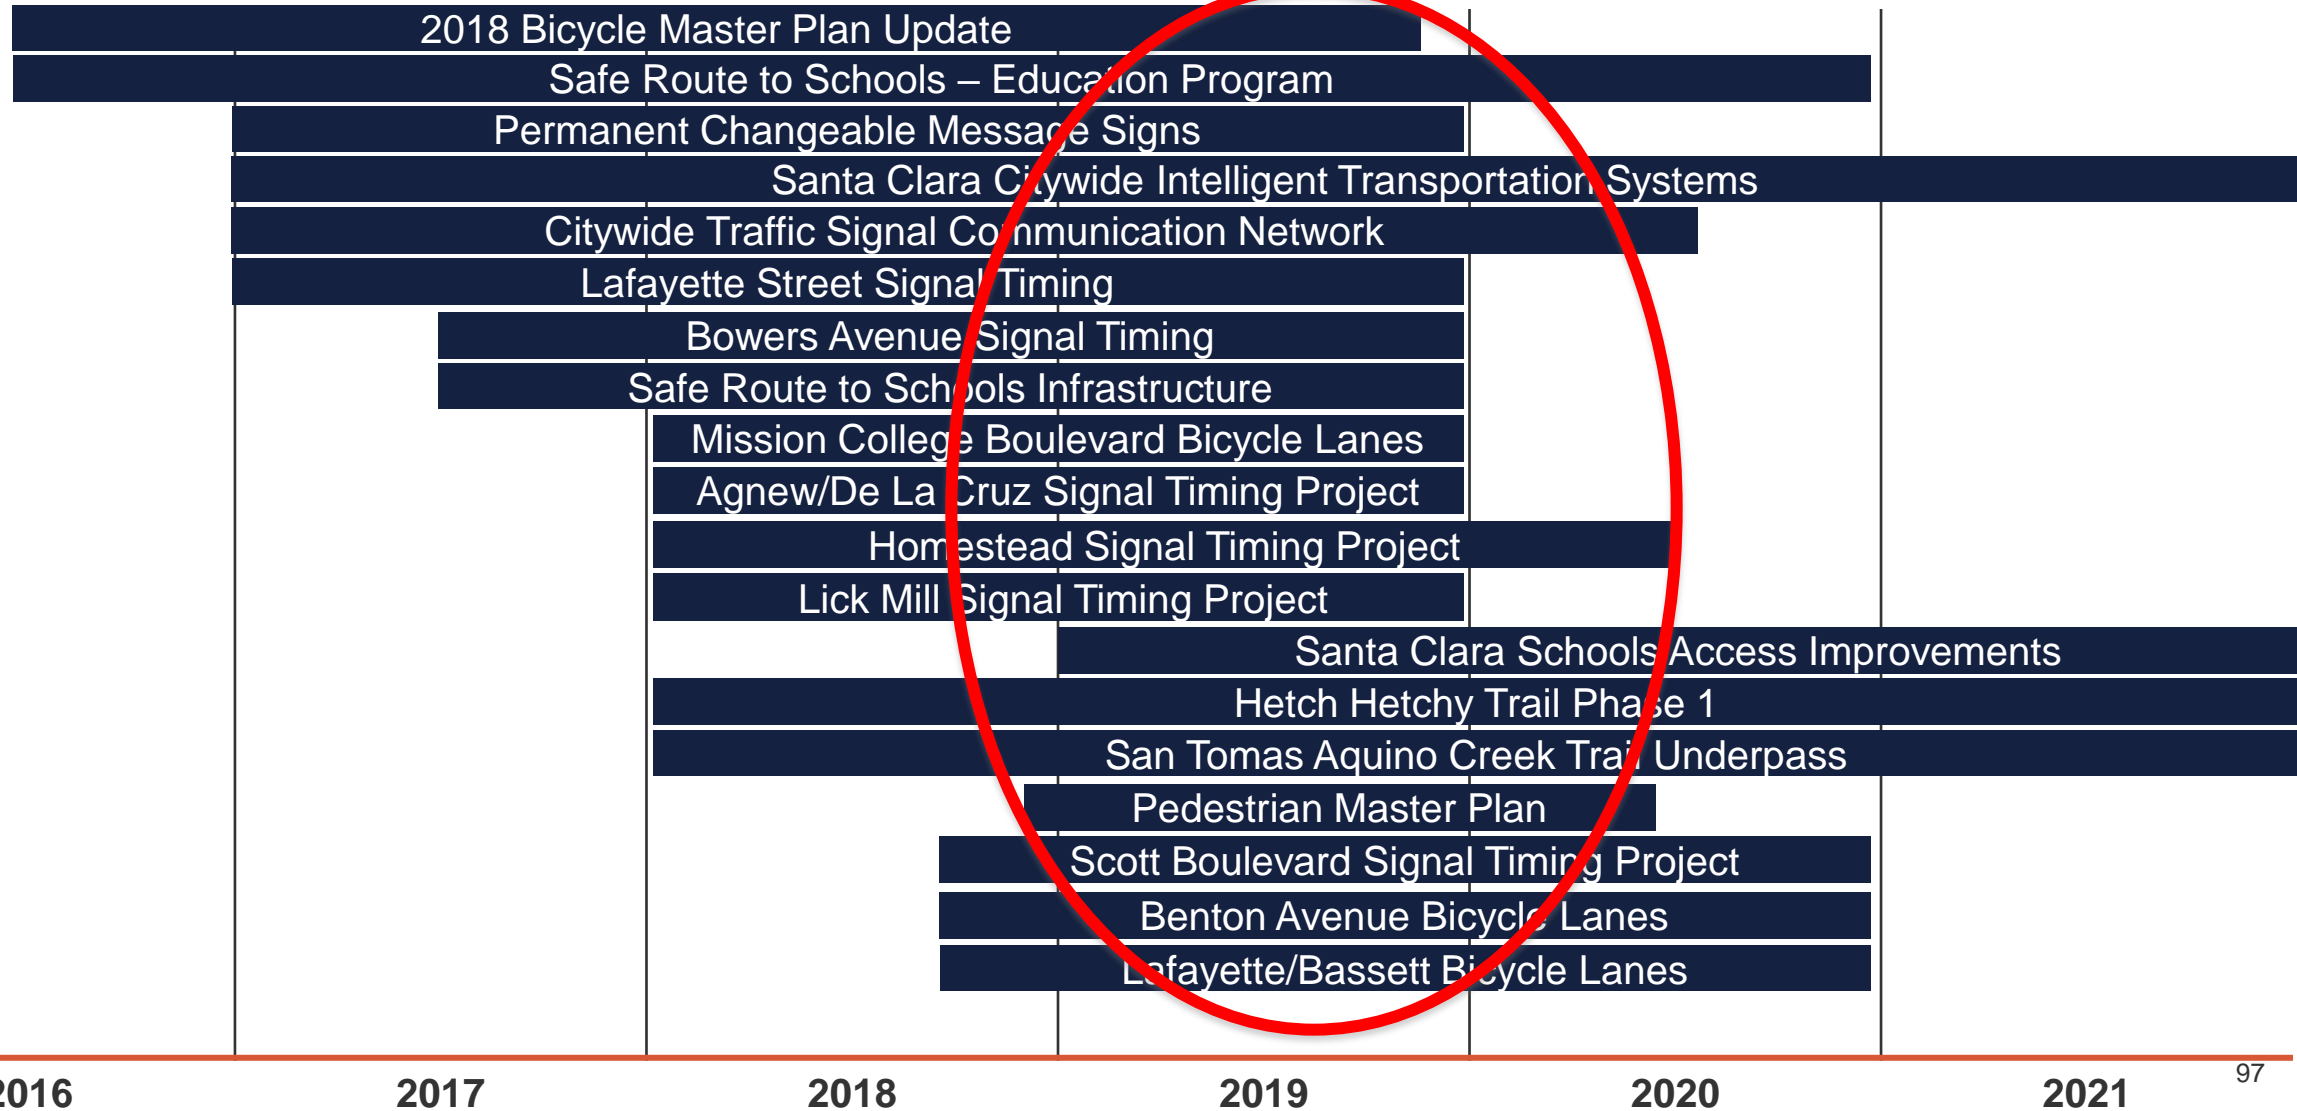 2018 Bicycle Master Plan Update
Safe Route to Schools – Education Program
Permanent Changeable Message Signs
Santa Clara Citywide Intelligent Transportation Systems
Citywide Traffic Signal Communication Network
Lafayette Street Signal Timing
Bowers Avenue Signal Timing
Safe Route to Schools Infrastructure
Mission College Boulevard Bicycle Lanes
Agnew/De La Cruz Signal Timing Project
Homestead Signal Timing Project
Lick Mill Signal Timing Project
Santa Clara Schools Access Improvements
Hetch Hetchy Trail Phase 1
San Tomas Aquino Creek Trail Underpass
Pedestrian Master Plan
Scott Boulevard Signal Timing Project
Benton Avenue Bicycle Lanes
Lafayette/Bassett Bicycle Lanes
2016 2017 2018 2019 2020 2021
97